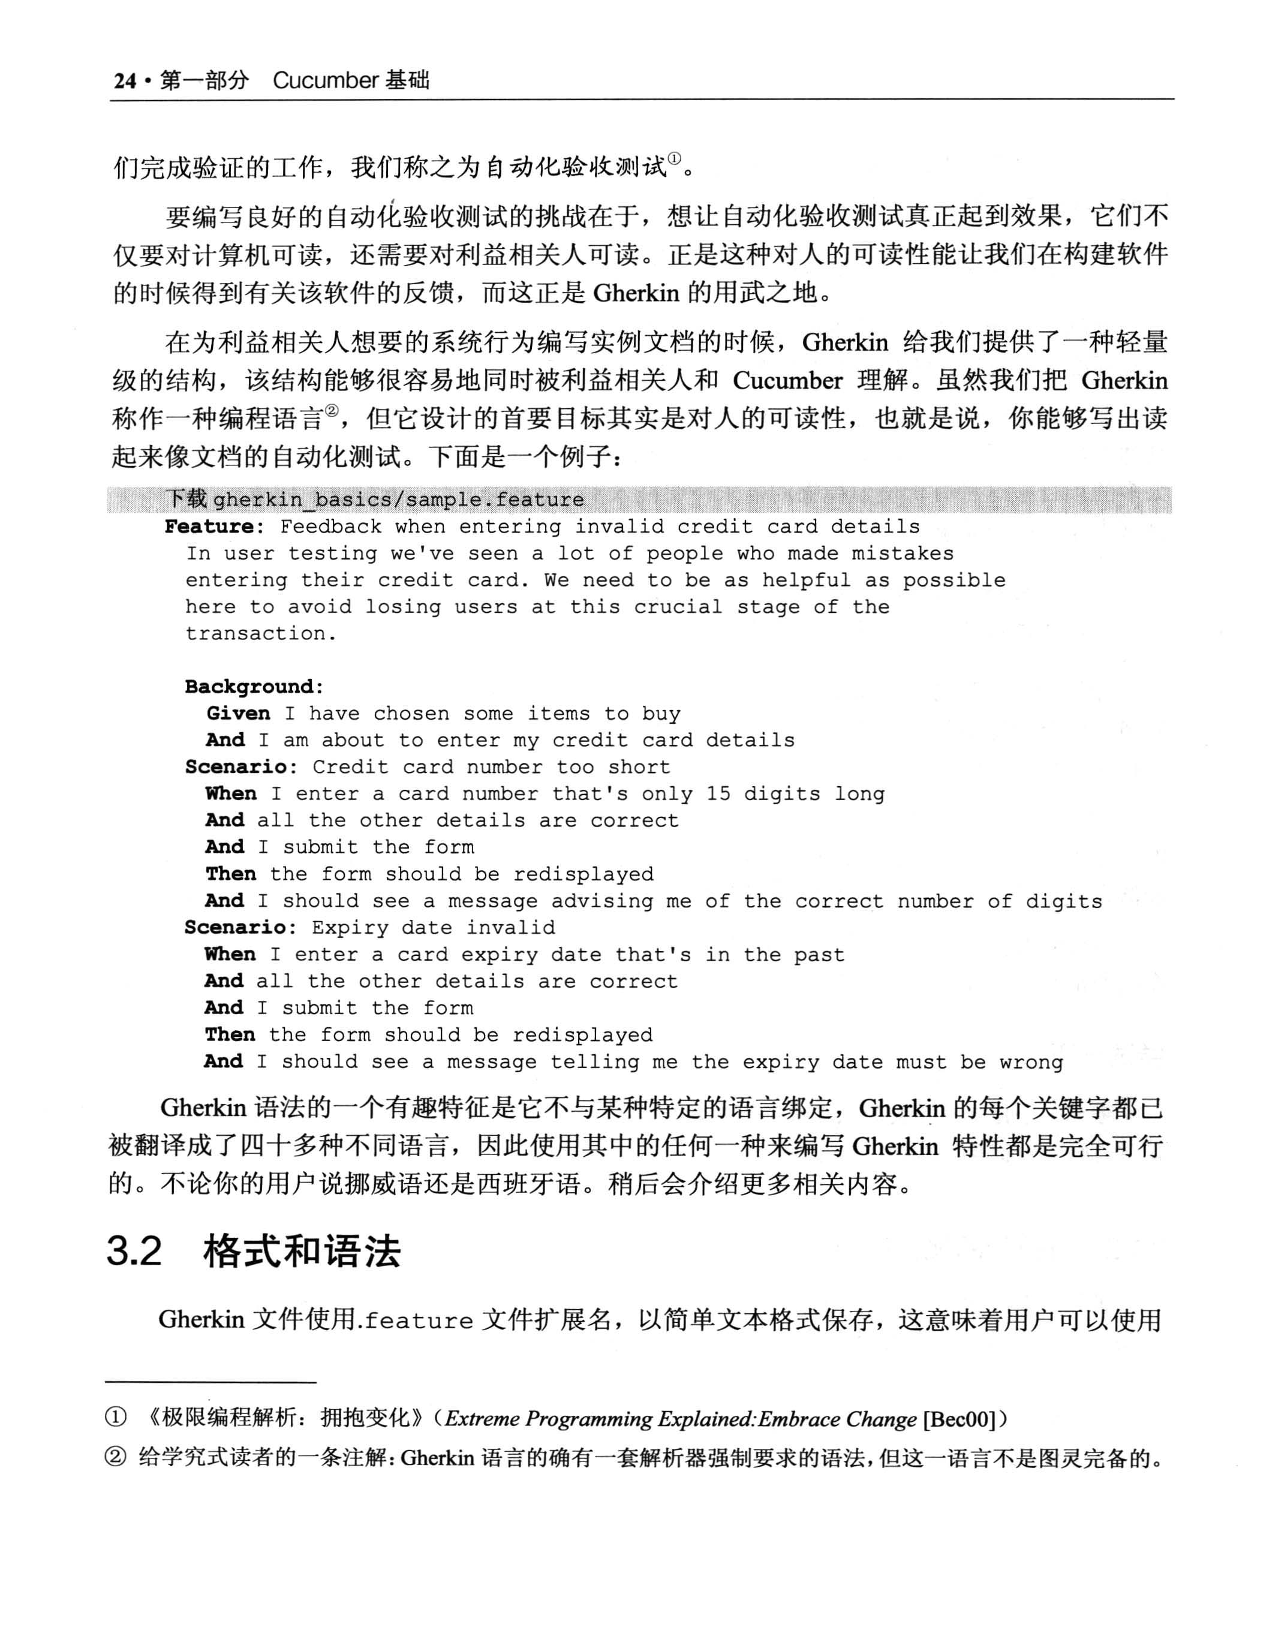 24·第一部分 Cucumber 基础
们完成验证的工作，我们称之为自动化验收测试①。
要编写良好的自动化验收测试的挑战在于，想让自动化验收测试真正起到效果，它们不
仅要对计算机可读，还需要对利益相关人可读。正是这种对人的可读性能让我们在构建软件
的时候得到有关该软件的反馈，而这正是 Gherkin 的用武之地。
在为利益相关人想要的系统行为编写实例文档的时候，Gherkin 给我们提供了一种轻量
级的结构，该结构能够很容易地同时被利益相关人和 Cucumber 理解。虽然我们把 Gherkin
称作一种编程语言②，但它设计的首要目标其实是对人的可读性，也就是说，你能够写出读
起来像文档的自动化测试。下面是一个例子：
下载 gherkin_basics/sample.feature
Feature: Feedback when entering invalid credit card details
In user testing we've seen a lot of people who made mistakes
entering their credit card. We need to be as helpful as possible
here to avoid losing users at this crucial stage of the
transaction.
Background:
Given I have chosen some items to buy
And I am about to enter my credit card details
Scenario: Credit card number too short
When I enter a card number that's only 15 digits long
And all the other details are correct
And I submit the form
Then the form should be redisplayed
And I should see a message advising me of the correct number of digits
Scenario: Expiry date invalid
When I enter a card expiry date that's in the past
And all the other details are correct
And I submit the form
Then the form should be redisplayed
And I should see a message telling me the expiry date must be wrong
Gherkin 语法的一个有趣特征是它不与某种特定的语言绑定，Gherkin 的每个关键字都已
被翻译成了四十多种不同语言，因此使用其中的任何一种来编写 Gherkin 特性都是完全可行
的。不论你的用户说挪威语还是西班牙语。稍后会介绍更多相关内容。
3.2 格式和语法
Gherkin 文件使用.feature 文件扩展名，以简单文本格式保存，这意味着用户可以使用
① 《极限编程解析：拥抱变化》（Extreme Programming Explained:Embrace Change [Bec00]）
② 给学究式读者的一条注解：Gherkin 语言的确有一套解析器强制要求的语法，但这一语言不是图灵完备的。